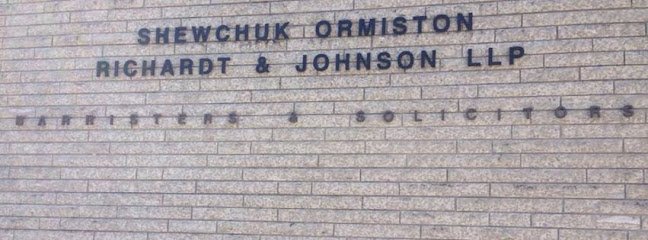 SHEWCHUK ORMISTON
RICHARDT & JOHNSON LLP
BARRISTERS & SOLICITORS